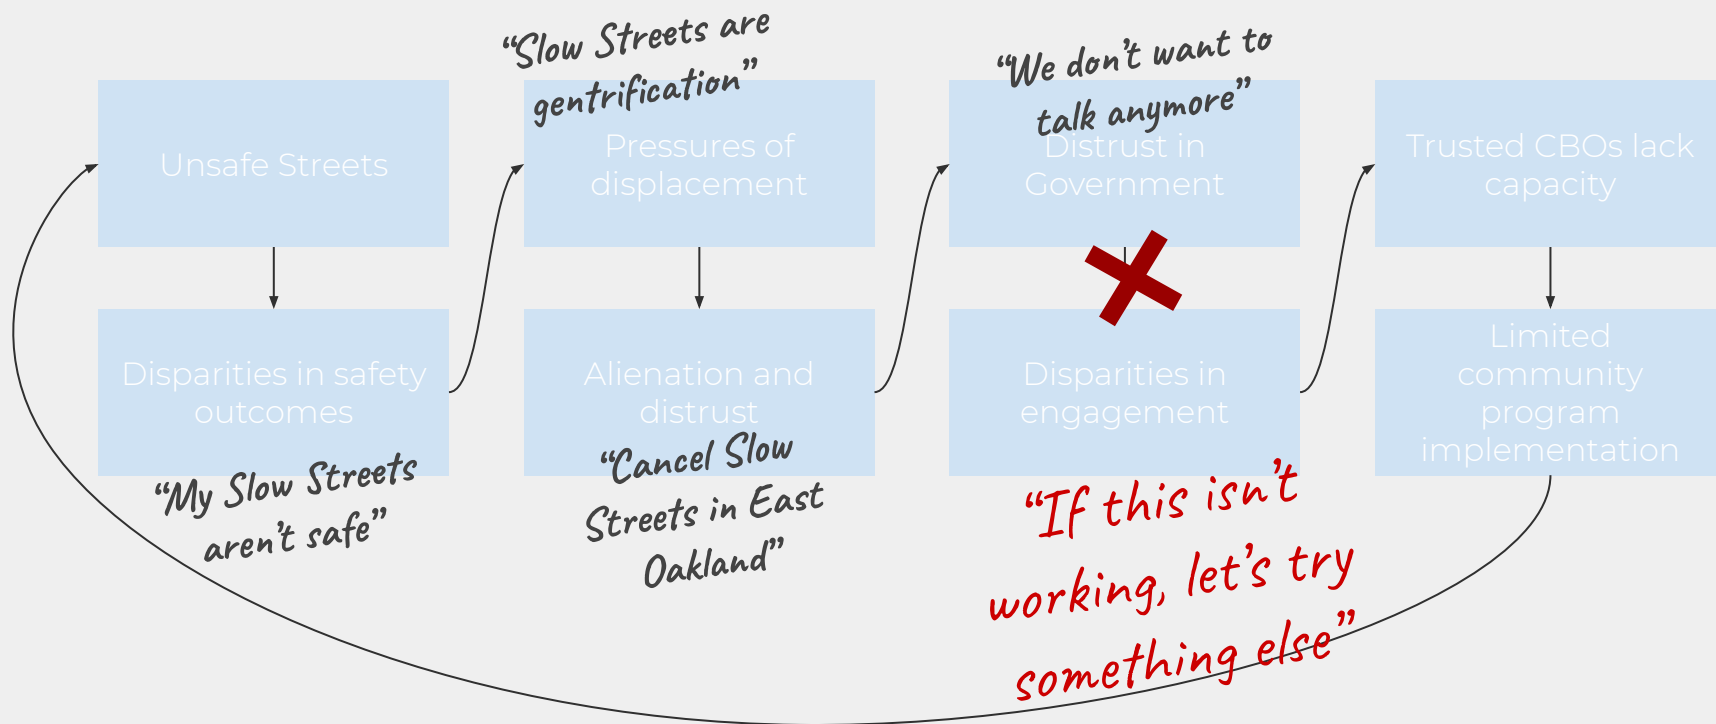 “Slow Streets are
gentrification”
“We don’t want to
talk anymore”
Unsafe Streets
Pressures of
displacement
Distrust in
Government
Trusted CBOs lack
capacity
Disparities in safety
outcomes
Alienation and
distrust
Disparities in
engagement
Limited
community
program
implementation
“My Slow Streets
aren’t safe”
“Cancel Slow
Streets in East
Oakland”
“If this isn’t
working, let’s try
something else”